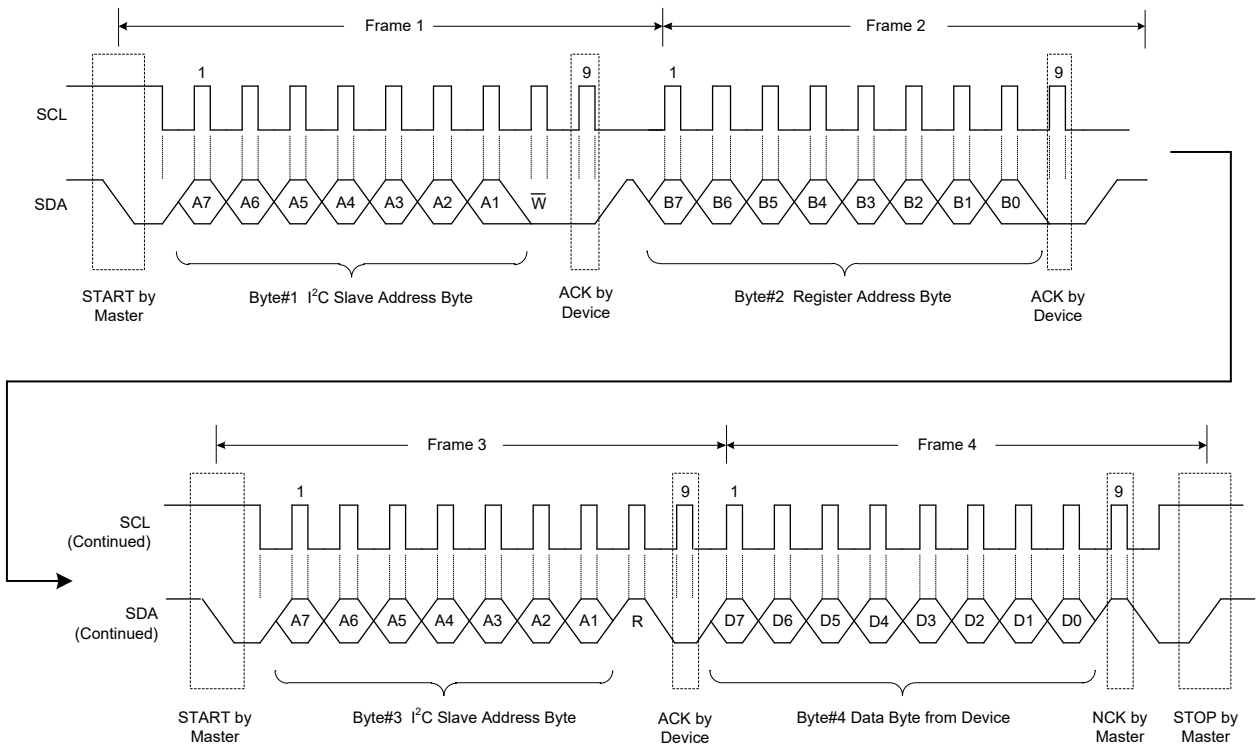 Frame 1 Frame 2
1 9 1 9
SCL
SDA A7 A6 A5 A4 A3 A2 A1 W̅ B7 B6 B5 B4 B3 B2 B1 B0
START by
Master
Byte#1 I²C Slave Address Byte
ACK by
Device
Byte#2 Register Address Byte
ACK by
Device
Frame 3 Frame 4
1 9 1 9
SCL
(Continued)
SDA
(Continued)
A7 A6 A5 A4 A3 A2 A1 R D7 D6 D5 D4 D3 D2 D1 D0
START by
Master
Byte#3 I²C Slave Address Byte
ACK by
Device
Byte#4 Data Byte from Device
NCK by
Master
STOP by
Master